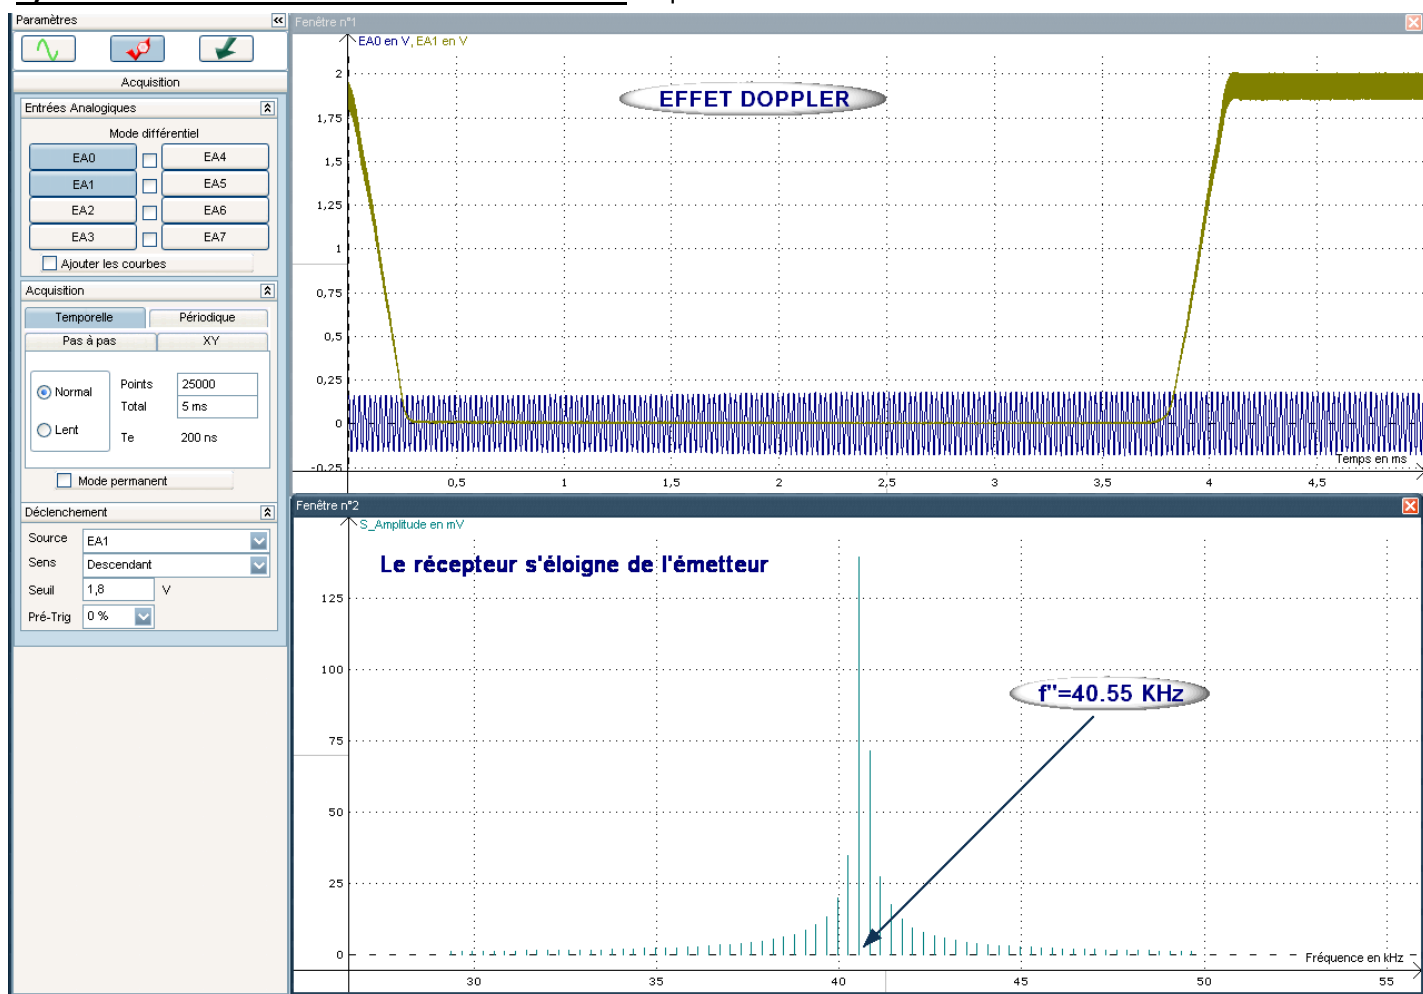 Paramètres
Acquisition
Entrées Analogiques
Mode différentiel
EA0 EA4
EA1 EA5
EA2 EA6
EA3 EA7
Ajouter les courbes
Acquisition
Temporelle Périodique
Pas à pas XY
Normal Points 25000
Total 5 ms
Lent Te 200 ns
Mode permanent
Déclenchement
Source EA1
Sens Descendant
Seuil 1,8 V
Pré-Trig 0 %
Fenêtre n°1
EA0 en V, EA1 en V
EFFET DOPPLER
2
1,75
1,5
1,25
1
0,75
0,5
0,25
0
-0,25
Temps en ms
0,5 1 1,5 2 2,5 3 3,5 4 4,5
Fenêtre n°2
S_Amplitude en mV
Le récepteur s'éloigne de l'émetteur
f"=40.55 KHz
125
100
75
50
25
0
Fréquence en kHz
30 35 40 45 50 55